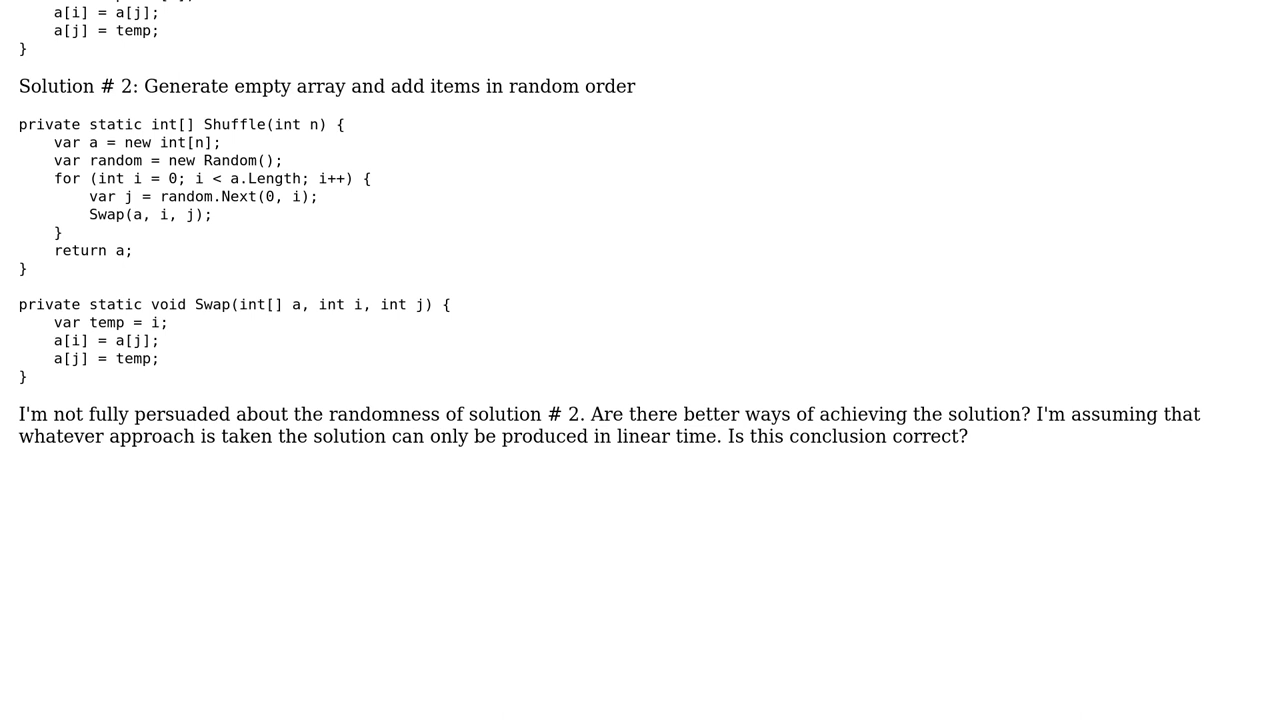 a[i] = a[j];
    a[j] = temp;
}
Solution # 2: Generate empty array and add items in random order
private static int[] Shuffle(int n) {
    var a = new int[n];
    var random = new Random();
    for (int i = 0; i < a.Length; i++) {
        var j = random.Next(0, i);
        Swap(a, i, j);
    }
    return a;
}
private static void Swap(int[] a, int i, int j) {
    var temp = i;
    a[i] = a[j];
    a[j] = temp;
}
I'm not fully persuaded about the randomness of solution # 2. Are there better ways of achieving the solution? I'm assuming that
whatever approach is taken the solution can only be produced in linear time. Is this conclusion correct?